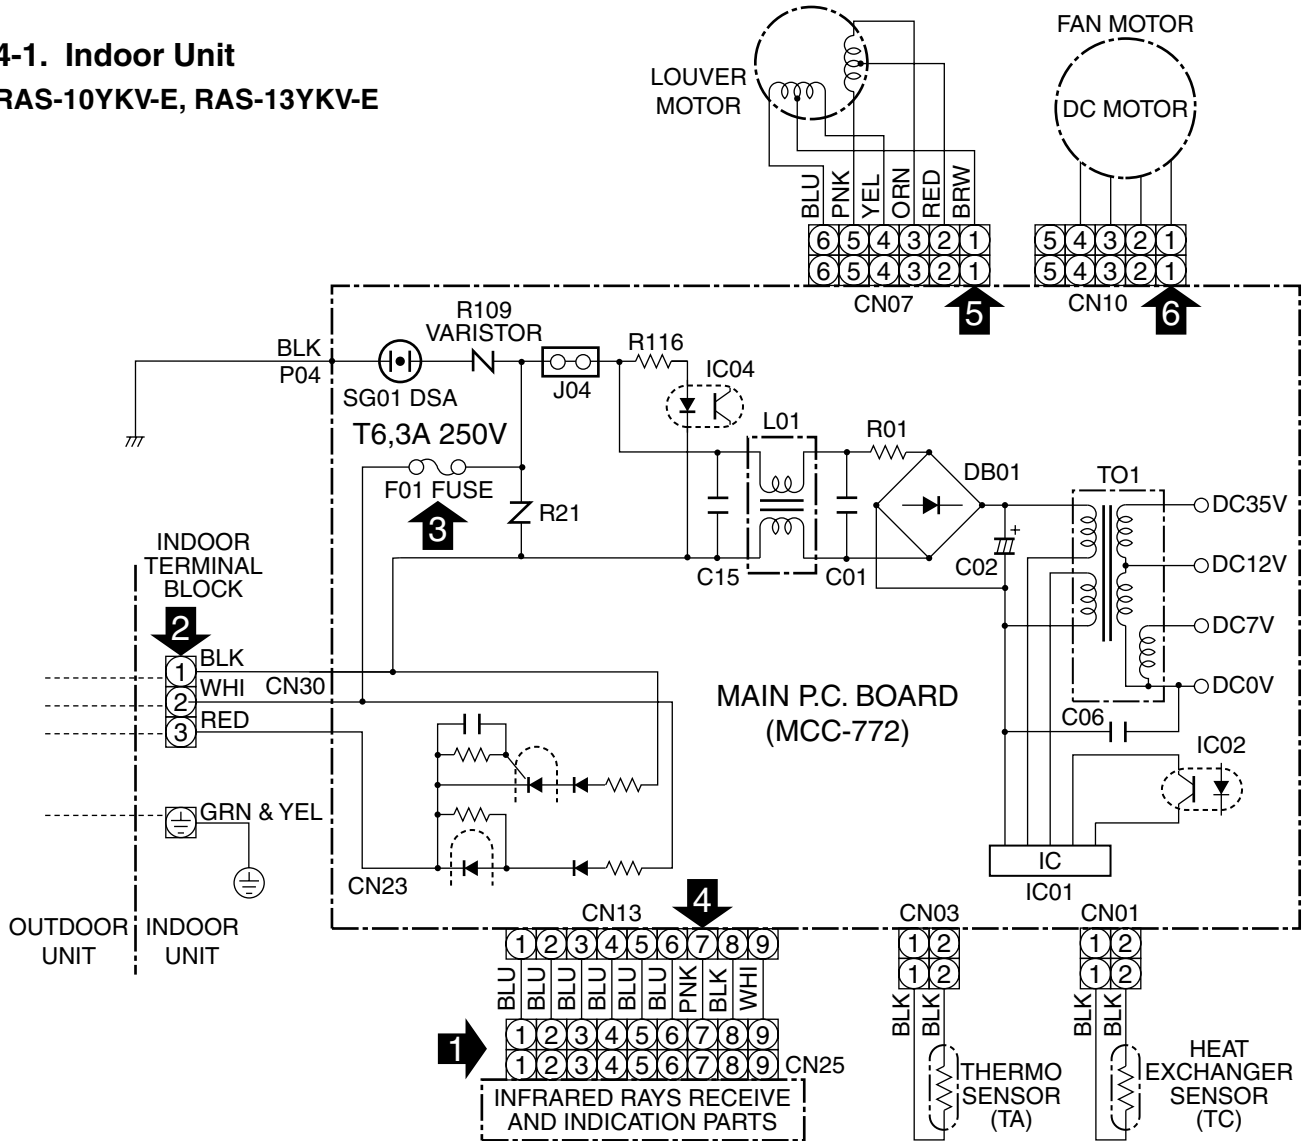 4-1. Indoor Unit
RAS-10YKV-E, RAS-13YKV-E
LOUVER
MOTOR
FAN MOTOR
DC MOTOR
BLU
PNK
YEL
ORN
RED
BRW
6 5 4 3 2 1
6 5 4 3 2 1
CN07
5
5 4 3 2 1
5 4 3 2 1
CN10
6
BLK
P04
R109
VARISTOR
SG01 DSA
J04
R116
IC04
T6,3A 250V
F01 FUSE
3
R21
L01
R01
DB01
C15
C01
C02
+
TO1
DC35V
DC12V
DC7V
DC0V
C06
IC02
IC
IC01
MAIN P.C. BOARD
(MCC-772)
INDOOR
TERMINAL
BLOCK
2
1 BLK
2 WHI
3 RED
CN30
GRN & YEL
CN23
OUTDOOR
UNIT
INDOOR
UNIT
CN13
4
1 2 3 4 5 6 7 8 9
BLU
BLU
BLU
BLU
BLU
BLU
PNK
BLK
WHI
1
1 2 3 4 5 6 7 8 9
1 2 3 4 5 6 7 8 9
CN25
INFRARED RAYS RECEIVE
AND INDICATION PARTS
CN03
1 2
1 2
BLK
BLK
THERMO
SENSOR
(TA)
CN01
1 2
1 2
BLK
BLK
HEAT
EXCHANGER
SENSOR
(TC)